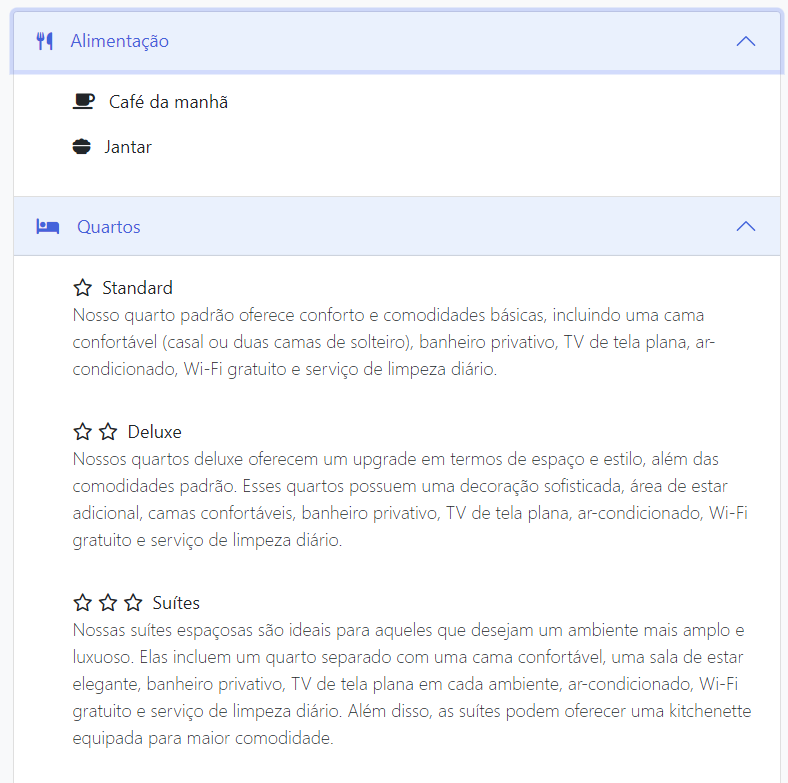 Alimentação
Café da manhã
Jantar
Quartos
Standard
Nosso quarto padrão oferece conforto e comodidades básicas, incluindo uma cama
confortável (casal ou duas camas de solteiro), banheiro privativo, TV de tela plana, ar-
condicionado, Wi-Fi gratuito e serviço de limpeza diário.
Deluxe
Nossos quartos deluxe oferecem um upgrade em termos de espaço e estilo, além das
comodidades padrão. Esses quartos possuem uma decoração sofisticada, área de estar
adicional, camas confortáveis, banheiro privativo, TV de tela plana, ar-condicionado, Wi-Fi
gratuito e serviço de limpeza diário.
Suítes
Nossas suítes espaçosas são ideais para aqueles que desejam um ambiente mais amplo e
luxuoso. Elas incluem um quarto separado com uma cama confortável, uma sala de estar
elegante, banheiro privativo, TV de tela plana em cada ambiente, ar-condicionado, Wi-Fi
gratuito e serviço de limpeza diário. Além disso, as suítes podem oferecer uma kitchenette
equipada para maior comodidade.